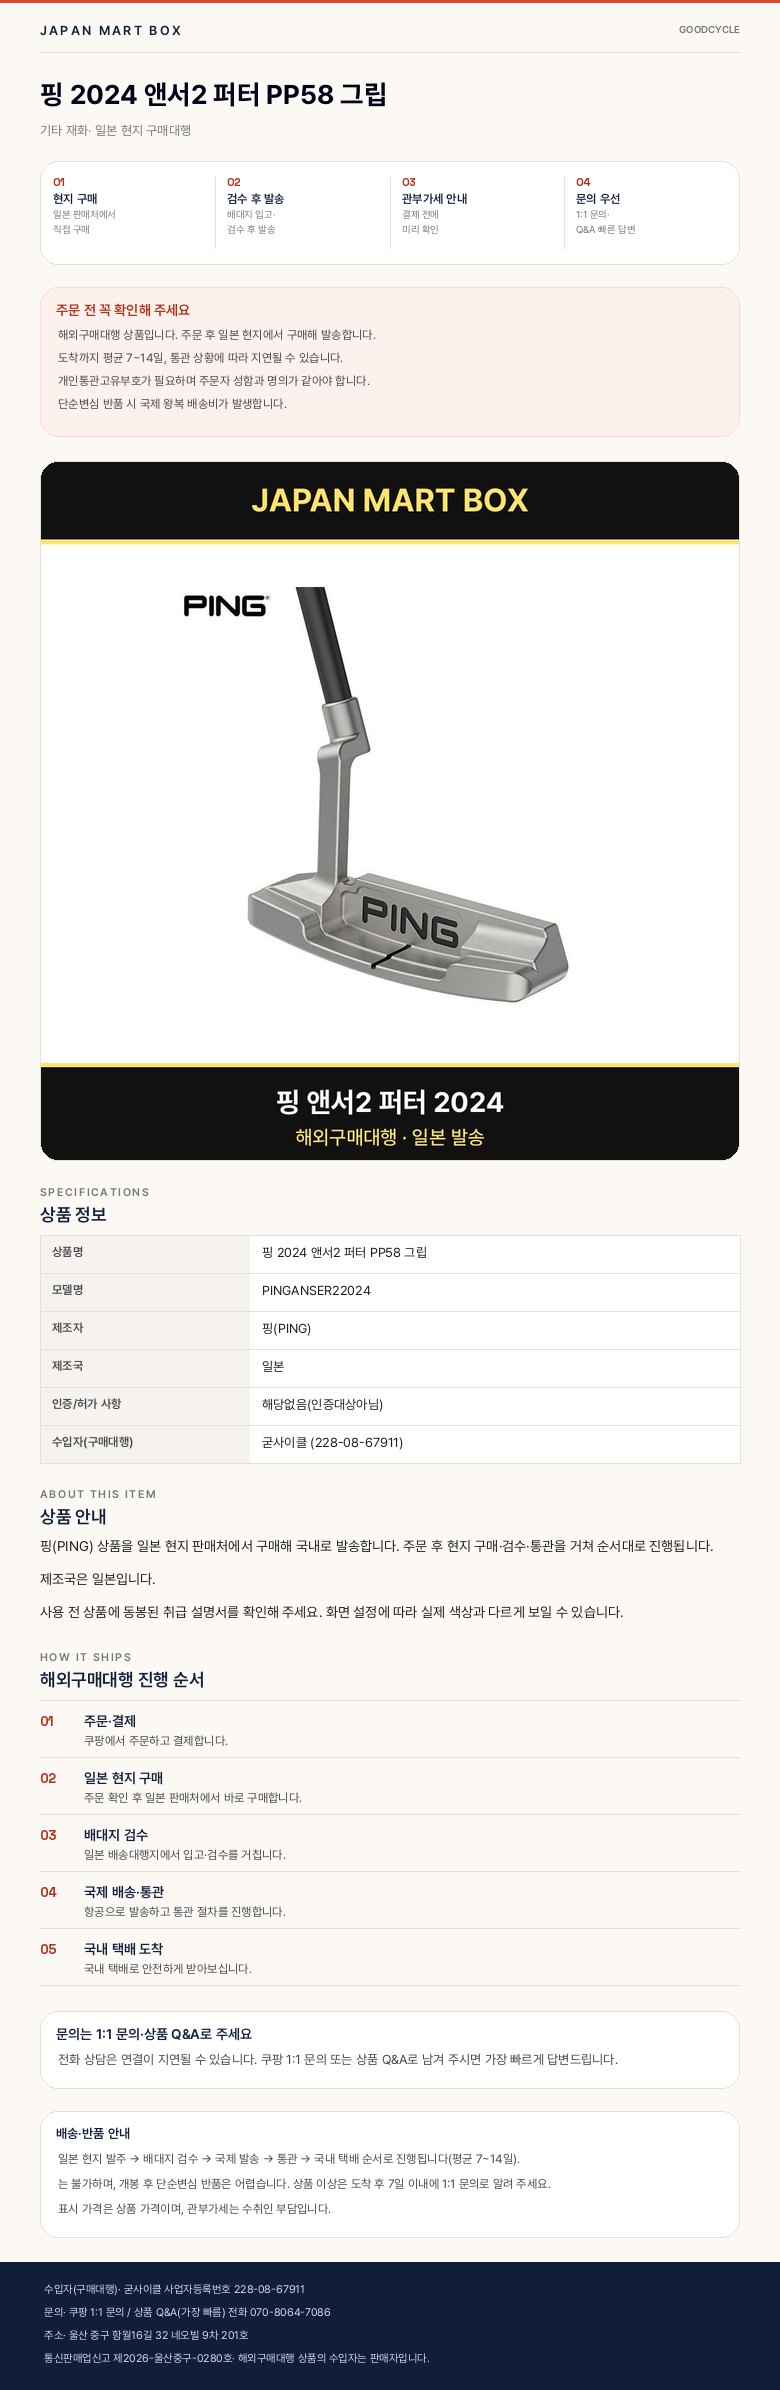 JAPAN MART BOX
GOODCYCLE
핑 2024 앤서2 퍼터 PP58 그립
기타 재화· 일본 현지 구매대행
01
현지 구매
일본 판매처에서
직접 구매
02
검수 후 발송
배대지 입고·
검수 후 발송
03
관부가세 안내
결제 전에
미리 확인
04
문의 우선
1:1 문의·
Q&A 빠른 답변
주문 전 꼭 확인해 주세요
해외구매대행 상품입니다. 주문 후 일본 현지에서 구매해 발송합니다.
도착까지 평균 7~14일, 통관 상황에 따라 지연될 수 있습니다.
개인통관고유부호가 필요하며 주문자 성함과 명의가 같아야 합니다.
단순변심 반품 시 국제 왕복 배송비가 발생합니다.
JAPAN MART BOX
PING
PING
핑 앤서2 퍼터 2024
해외구매대행 · 일본 발송
SPECIFICATIONS
상품 정보
상품명 핑 2024 앤서2 퍼터 PP58 그립
모델명 PINGANSER22024
제조자 핑(PING)
제조국 일본
인증/허가 사항 해당없음(인증대상아님)
수입자(구매대행) 굳사이클 (228-08-67911)
ABOUT THIS ITEM
상품 안내
핑(PING) 상품을 일본 현지 판매처에서 구매해 국내로 발송합니다. 주문 후 현지 구매·검수·통관을 거쳐 순서대로 진행됩니다.
제조국은 일본입니다.
사용 전 상품에 동봉된 취급 설명서를 확인해 주세요. 화면 설정에 따라 실제 색상과 다르게 보일 수 있습니다.
HOW IT SHIPS
해외구매대행 진행 순서
01 주문·결제
쿠팡에서 주문하고 결제합니다.
02 일본 현지 구매
주문 확인 후 일본 판매처에서 바로 구매합니다.
03 배대지 검수
일본 배송대행지에서 입고·검수를 거칩니다.
04 국제 배송·통관
항공으로 발송하고 통관 절차를 진행합니다.
05 국내 택배 도착
국내 택배로 안전하게 받아보십니다.
문의는 1:1 문의·상품 Q&A로 주세요
전화 상담은 연결이 지연될 수 있습니다. 쿠팡 1:1 문의 또는 상품 Q&A로 남겨 주시면 가장 빠르게 답변드립니다.
배송·반품 안내
일본 현지 발주 → 배대지 검수 → 국제 발송 → 통관 → 국내 택배 순서로 진행됩니다(평균 7~14일).
는 불가하며, 개봉 후 단순변심 반품은 어렵습니다. 상품 이상은 도착 후 7일 이내에 1:1 문의로 알려 주세요.
표시 가격은 상품 가격이며, 관부가세는 수취인 부담입니다.
수입자(구매대행)· 굳사이클 사업자등록번호 228-08-67911
문의· 쿠팡 1:1 문의 / 상품 Q&A(가장 빠름) 전화 070-8064-7086
주소· 울산 중구 함월16길 32 네오빌 9차 201호
통신판매업신고 제2026-울산중구-0280호· 해외구매대행 상품의 수입자는 판매자입니다.